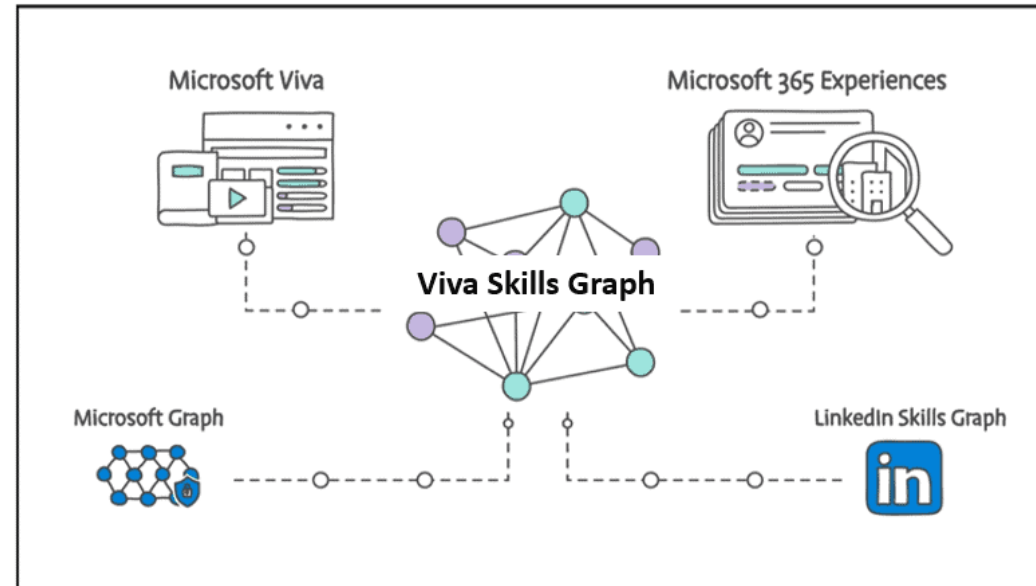 Microsoft Viva
Microsoft 365 Experiences
Viva Skills Graph
Microsoft Graph
LinkedIn Skills Graph
in